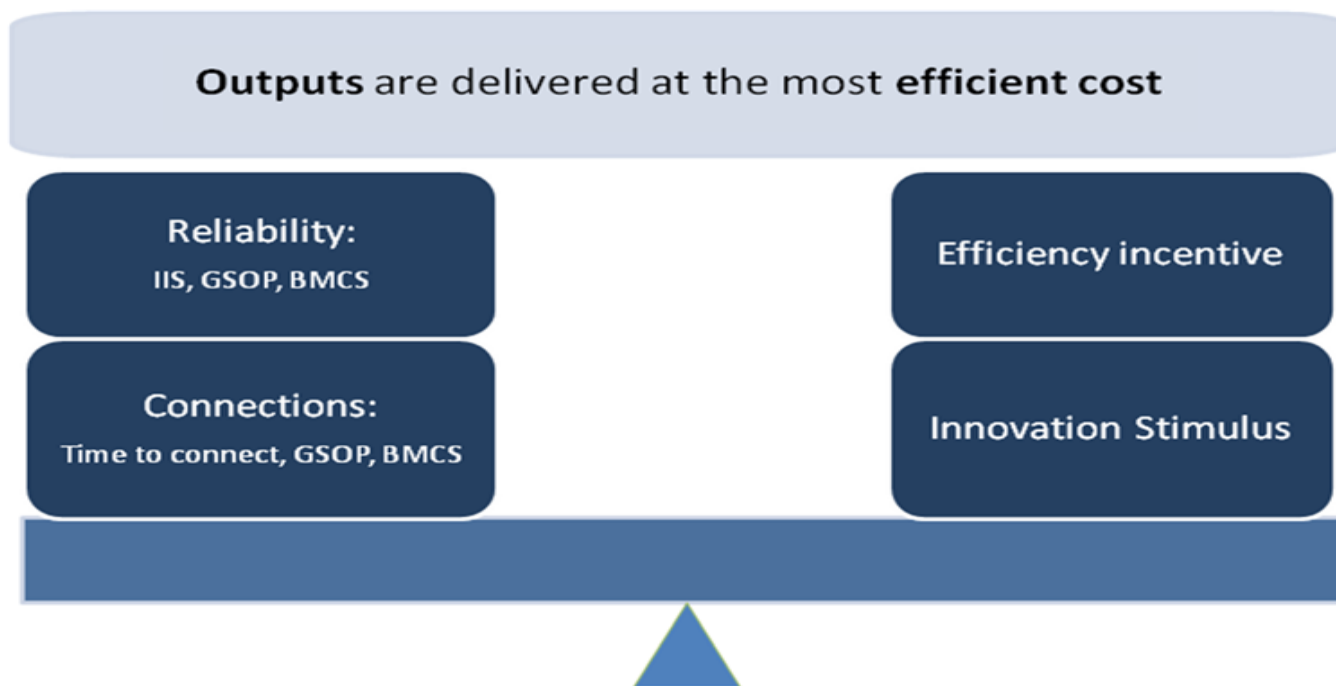 Outputs are delivered at the most efficient cost
Reliability:
IIS, GSOP, BMCS
Connections:
Time to connect, GSOP, BMCS
Efficiency incentive
Innovation Stimulus